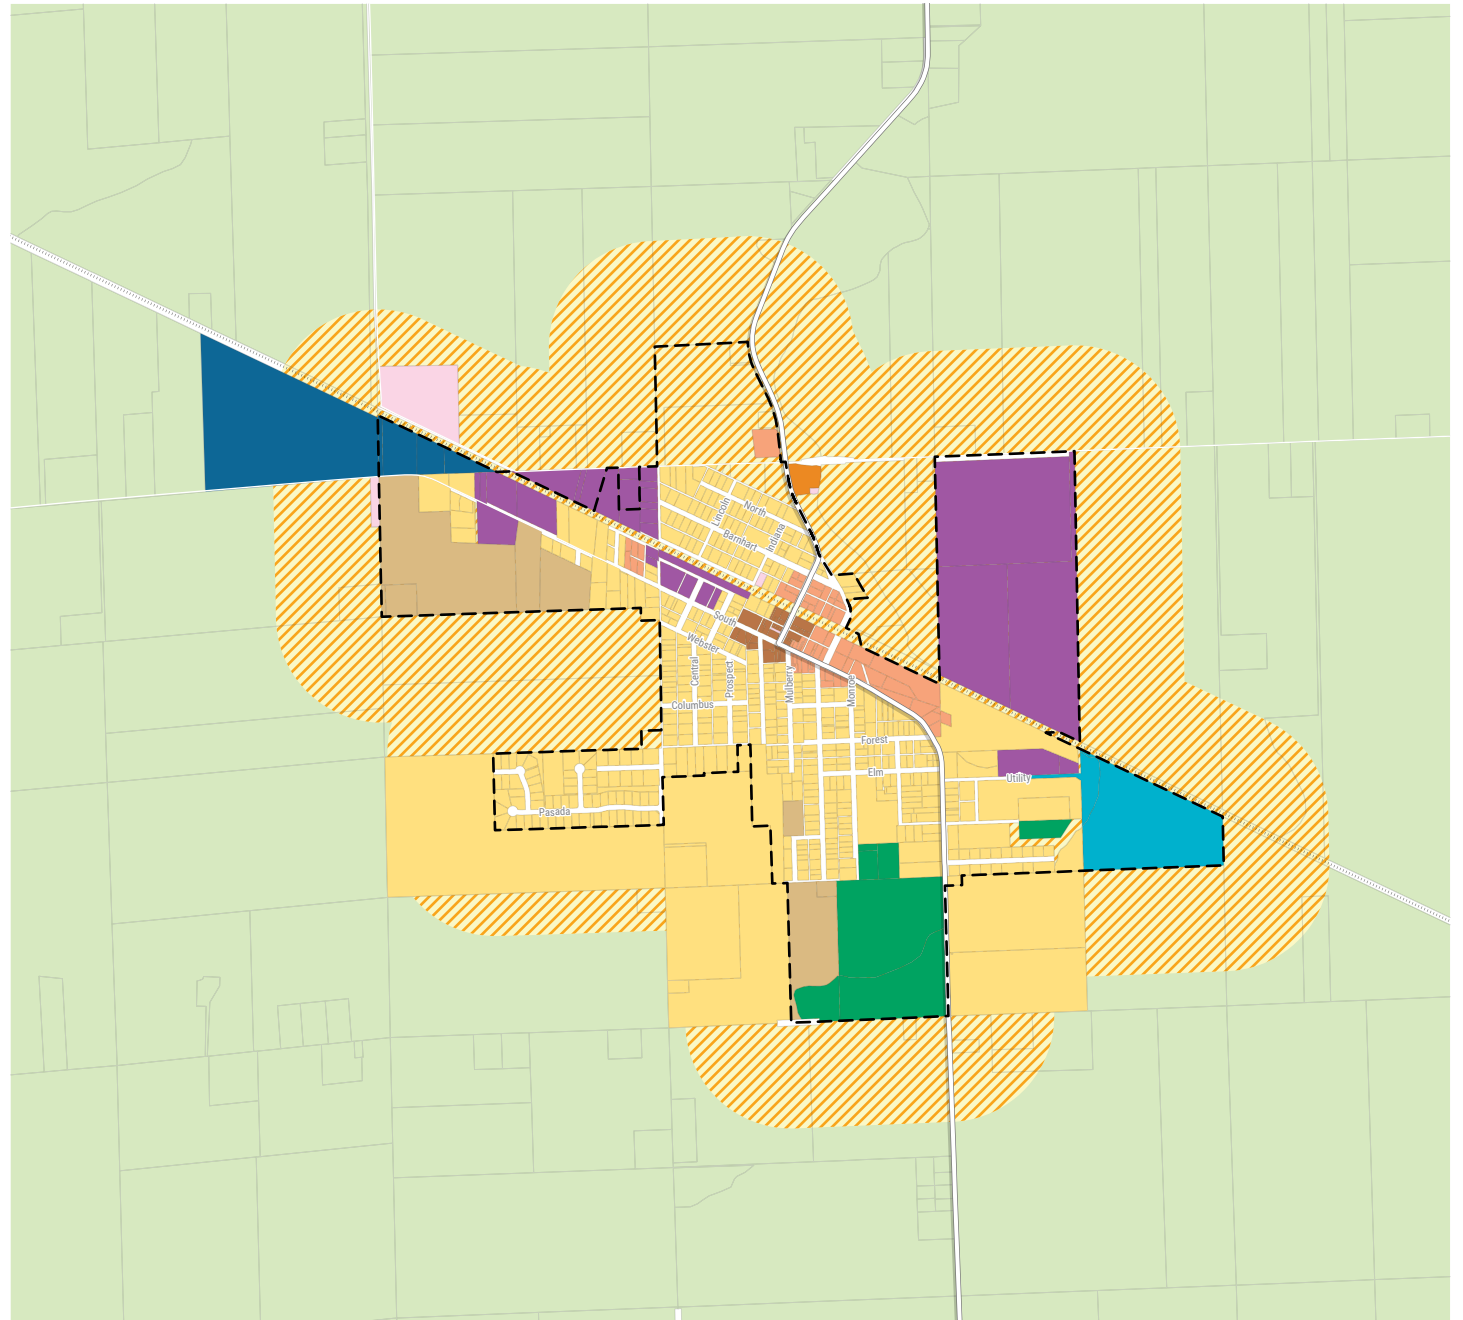 Lincoln
North
Indiana
Barnhart
South
Webster
Central
Prospect
Mulberry
Monroe
Columbus
Forest
Elm
Utility
Pasada